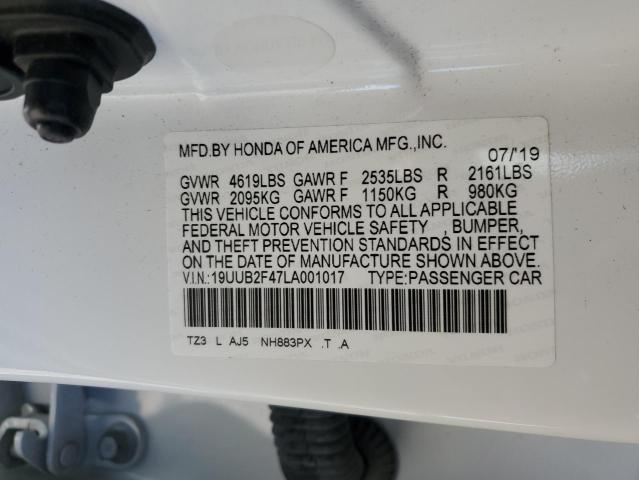 MFD.BY HONDA OF AMERICA MFG.,INC. 07/'19
GVWR 4619LBS GAWR F 2535LBS R 2161LBS
GVWR 2095KG GAWR F 1150KG R 980KG
THIS VEHICLE CONFORMS TO ALL APPLICABLE
FEDERAL MOTOR VEHICLE SAFETY , BUMPER,
AND THEFT PREVENTION STANDARDS IN EFFECT
ON THE DATE OF MANUFACTURE SHOWN ABOVE.
V.I.N.:19UUB2F47LA001017 TYPE:PASSENGER CAR
TZ3 L AJ5 NH883PX .T .A